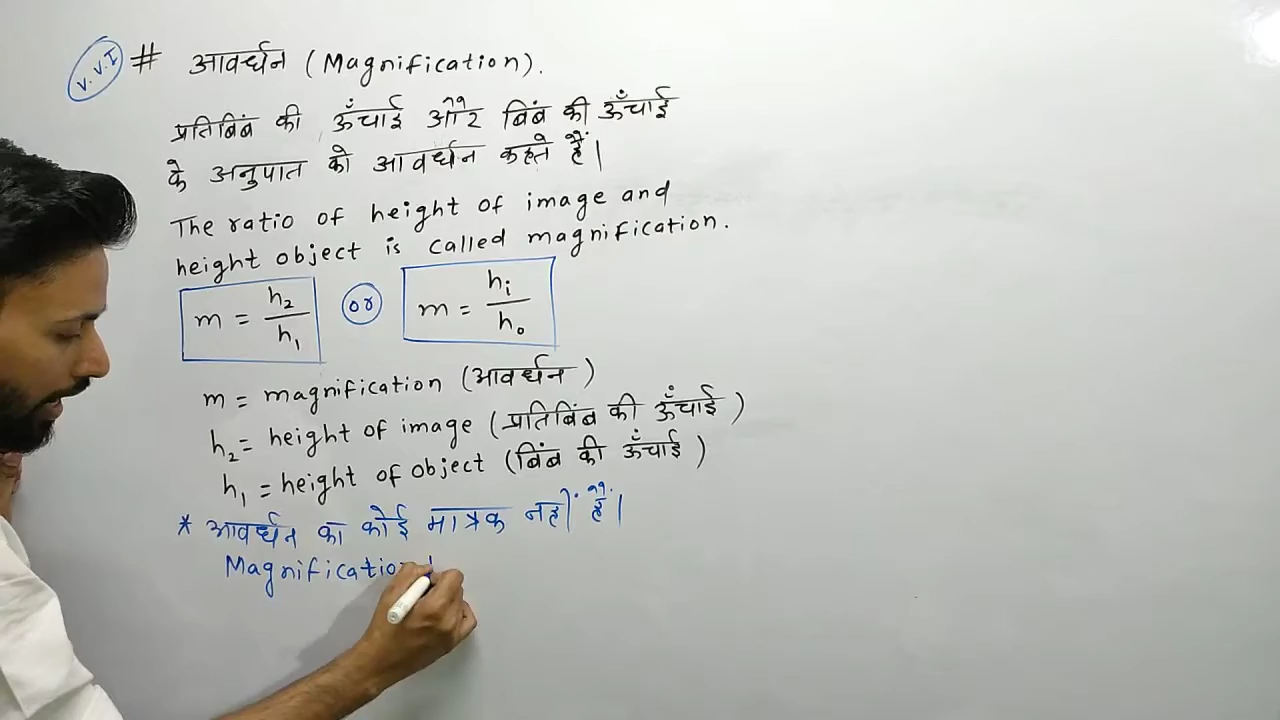 V.V.I # आवर्धन (Magnification).
प्रतिबिंब की ऊँचाई और बिंब की ऊँचाई
के अनुपात को आवर्धन कहते हैं।
The ratio of height of image and
height object is called magnification.
m = h₂/h₁ or m = hᵢ/h₀
m = magnification (आवर्धन)
h₂ = height of image (प्रतिबिंब की ऊँचाई)
h₁ = height of object (बिंब की ऊँचाई)
* आवर्धन का कोई मात्रक नहीं है।
Magnification